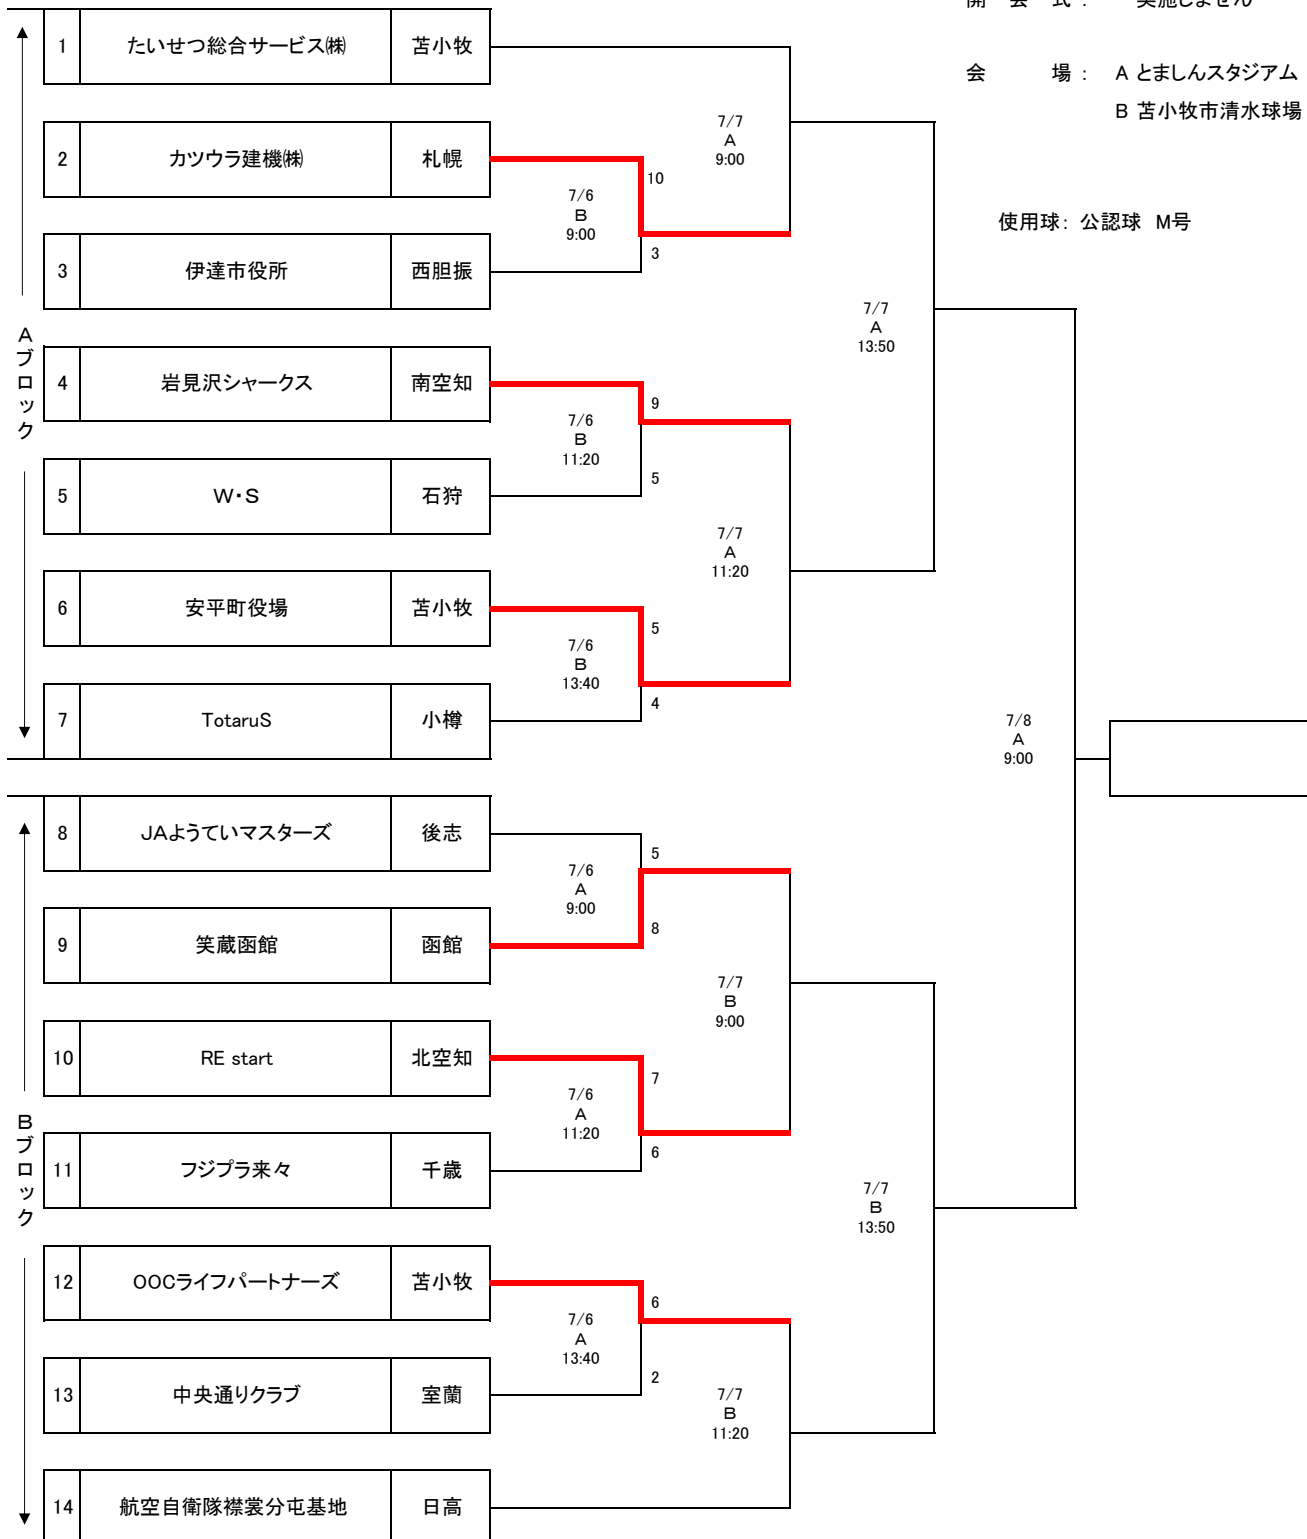 開 会 式 : 実施しません
会 場 : A とましんスタジアム
B 苫小牧市清水球場
使用球: 公認球 M号
Aブロック
1 たいせつ総合サービス㈱ 苫小牧
2 カツウラ建機㈱ 札幌
3 伊達市役所 西胆振
4 岩見沢シャークス 南空知
5 W・S 石狩
6 安平町役場 苫小牧
7 TotaruS 小樽
Bブロック
8 JAようていマスターズ 後志
9 笑蔵函館 函館
10 RE start 北空知
11 フジプラ来々 千歳
12 OOCライフパートナーズ 苫小牧
13 中央通りクラブ 室蘭
14 航空自衛隊襟裳分屯基地 日高
7/6
B
9:00
10
3
7/6
B
11:20
9
5
7/6
B
13:40
5
4
7/6
A
9:00
5
8
7/6
A
11:20
7
6
7/6
A
13:40
6
2
7/7
A
9:00
7/7
A
11:20
7/7
B
9:00
7/7
B
11:20
7/7
A
13:50
7/7
B
13:50
7/8
A
9:00